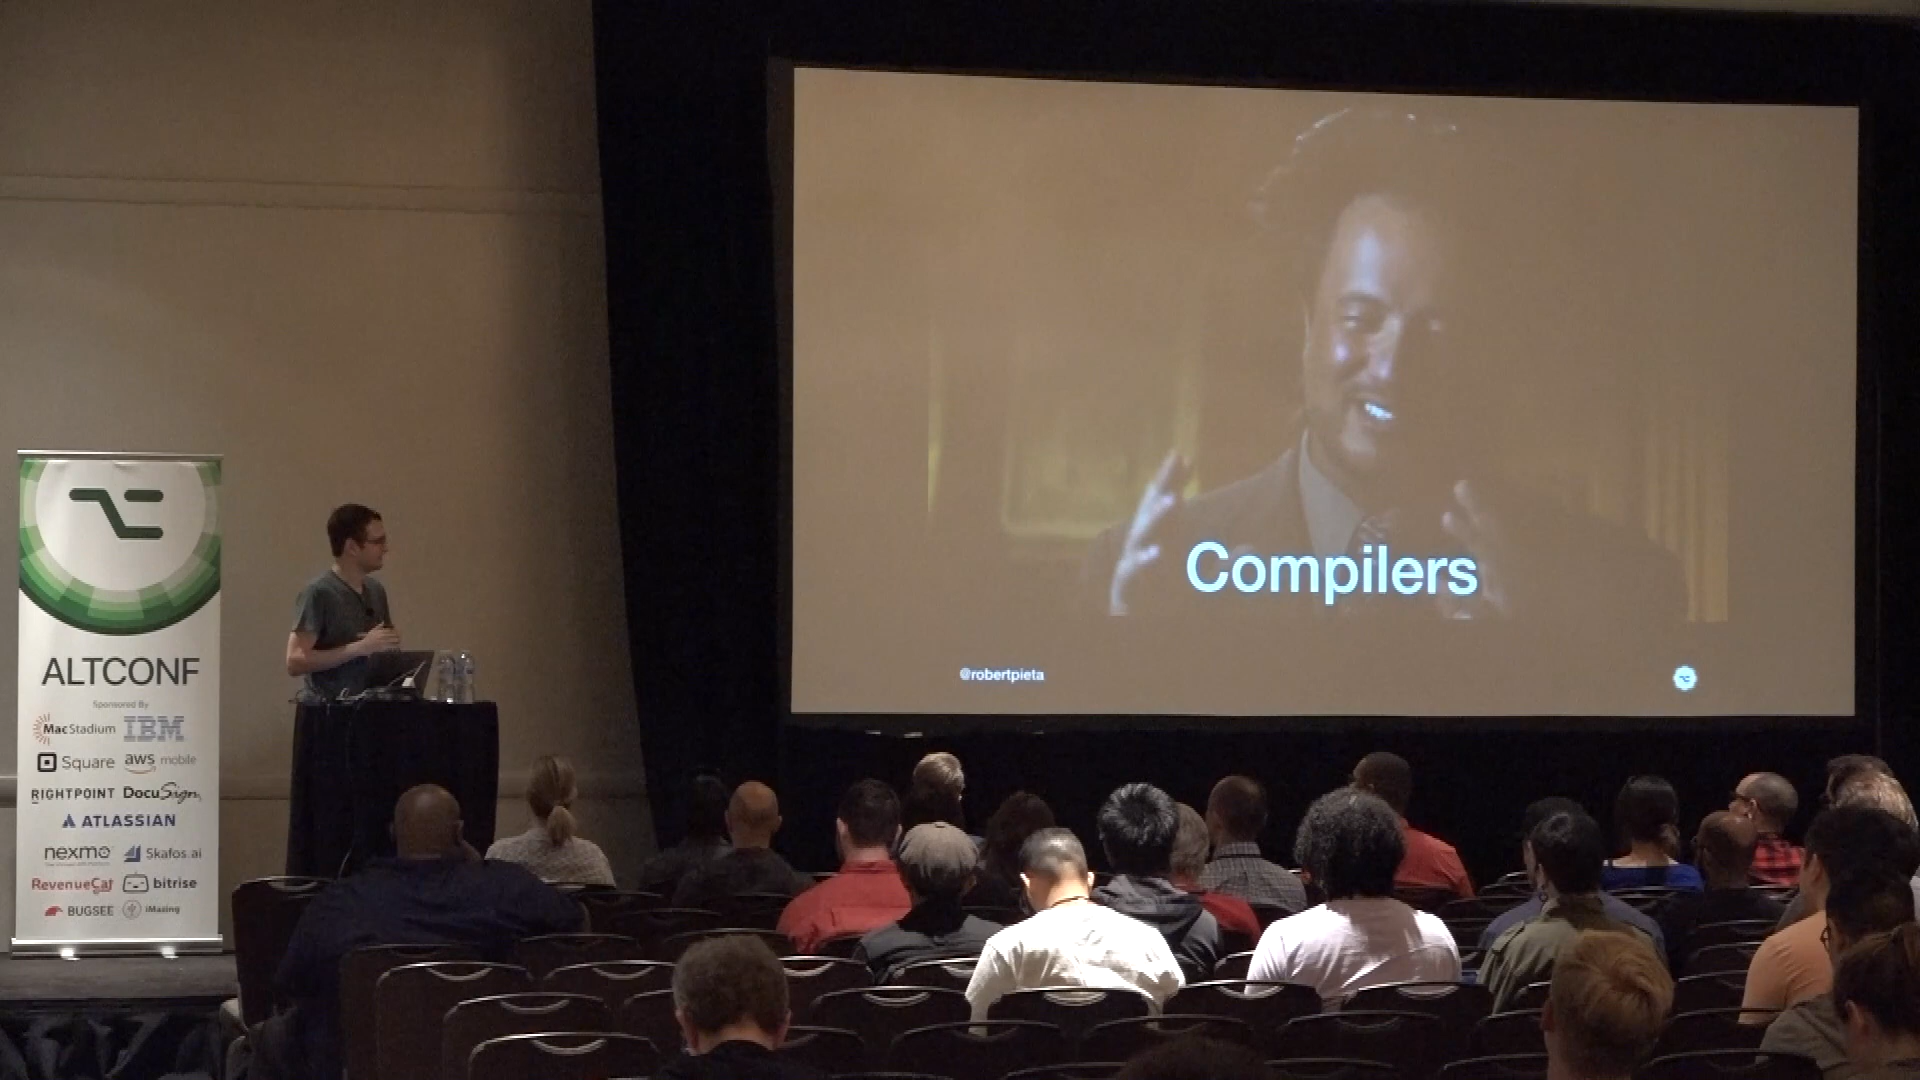 ALTCONF
Sponsored By
MacStadium IBM
Square aws mobile
RIGHTPOINT DocuSign
ATLASSIAN
nexmo Skafos.ai
RevenueCat bitrise
BUGSEE iMazing
Compilers
@robertpieta